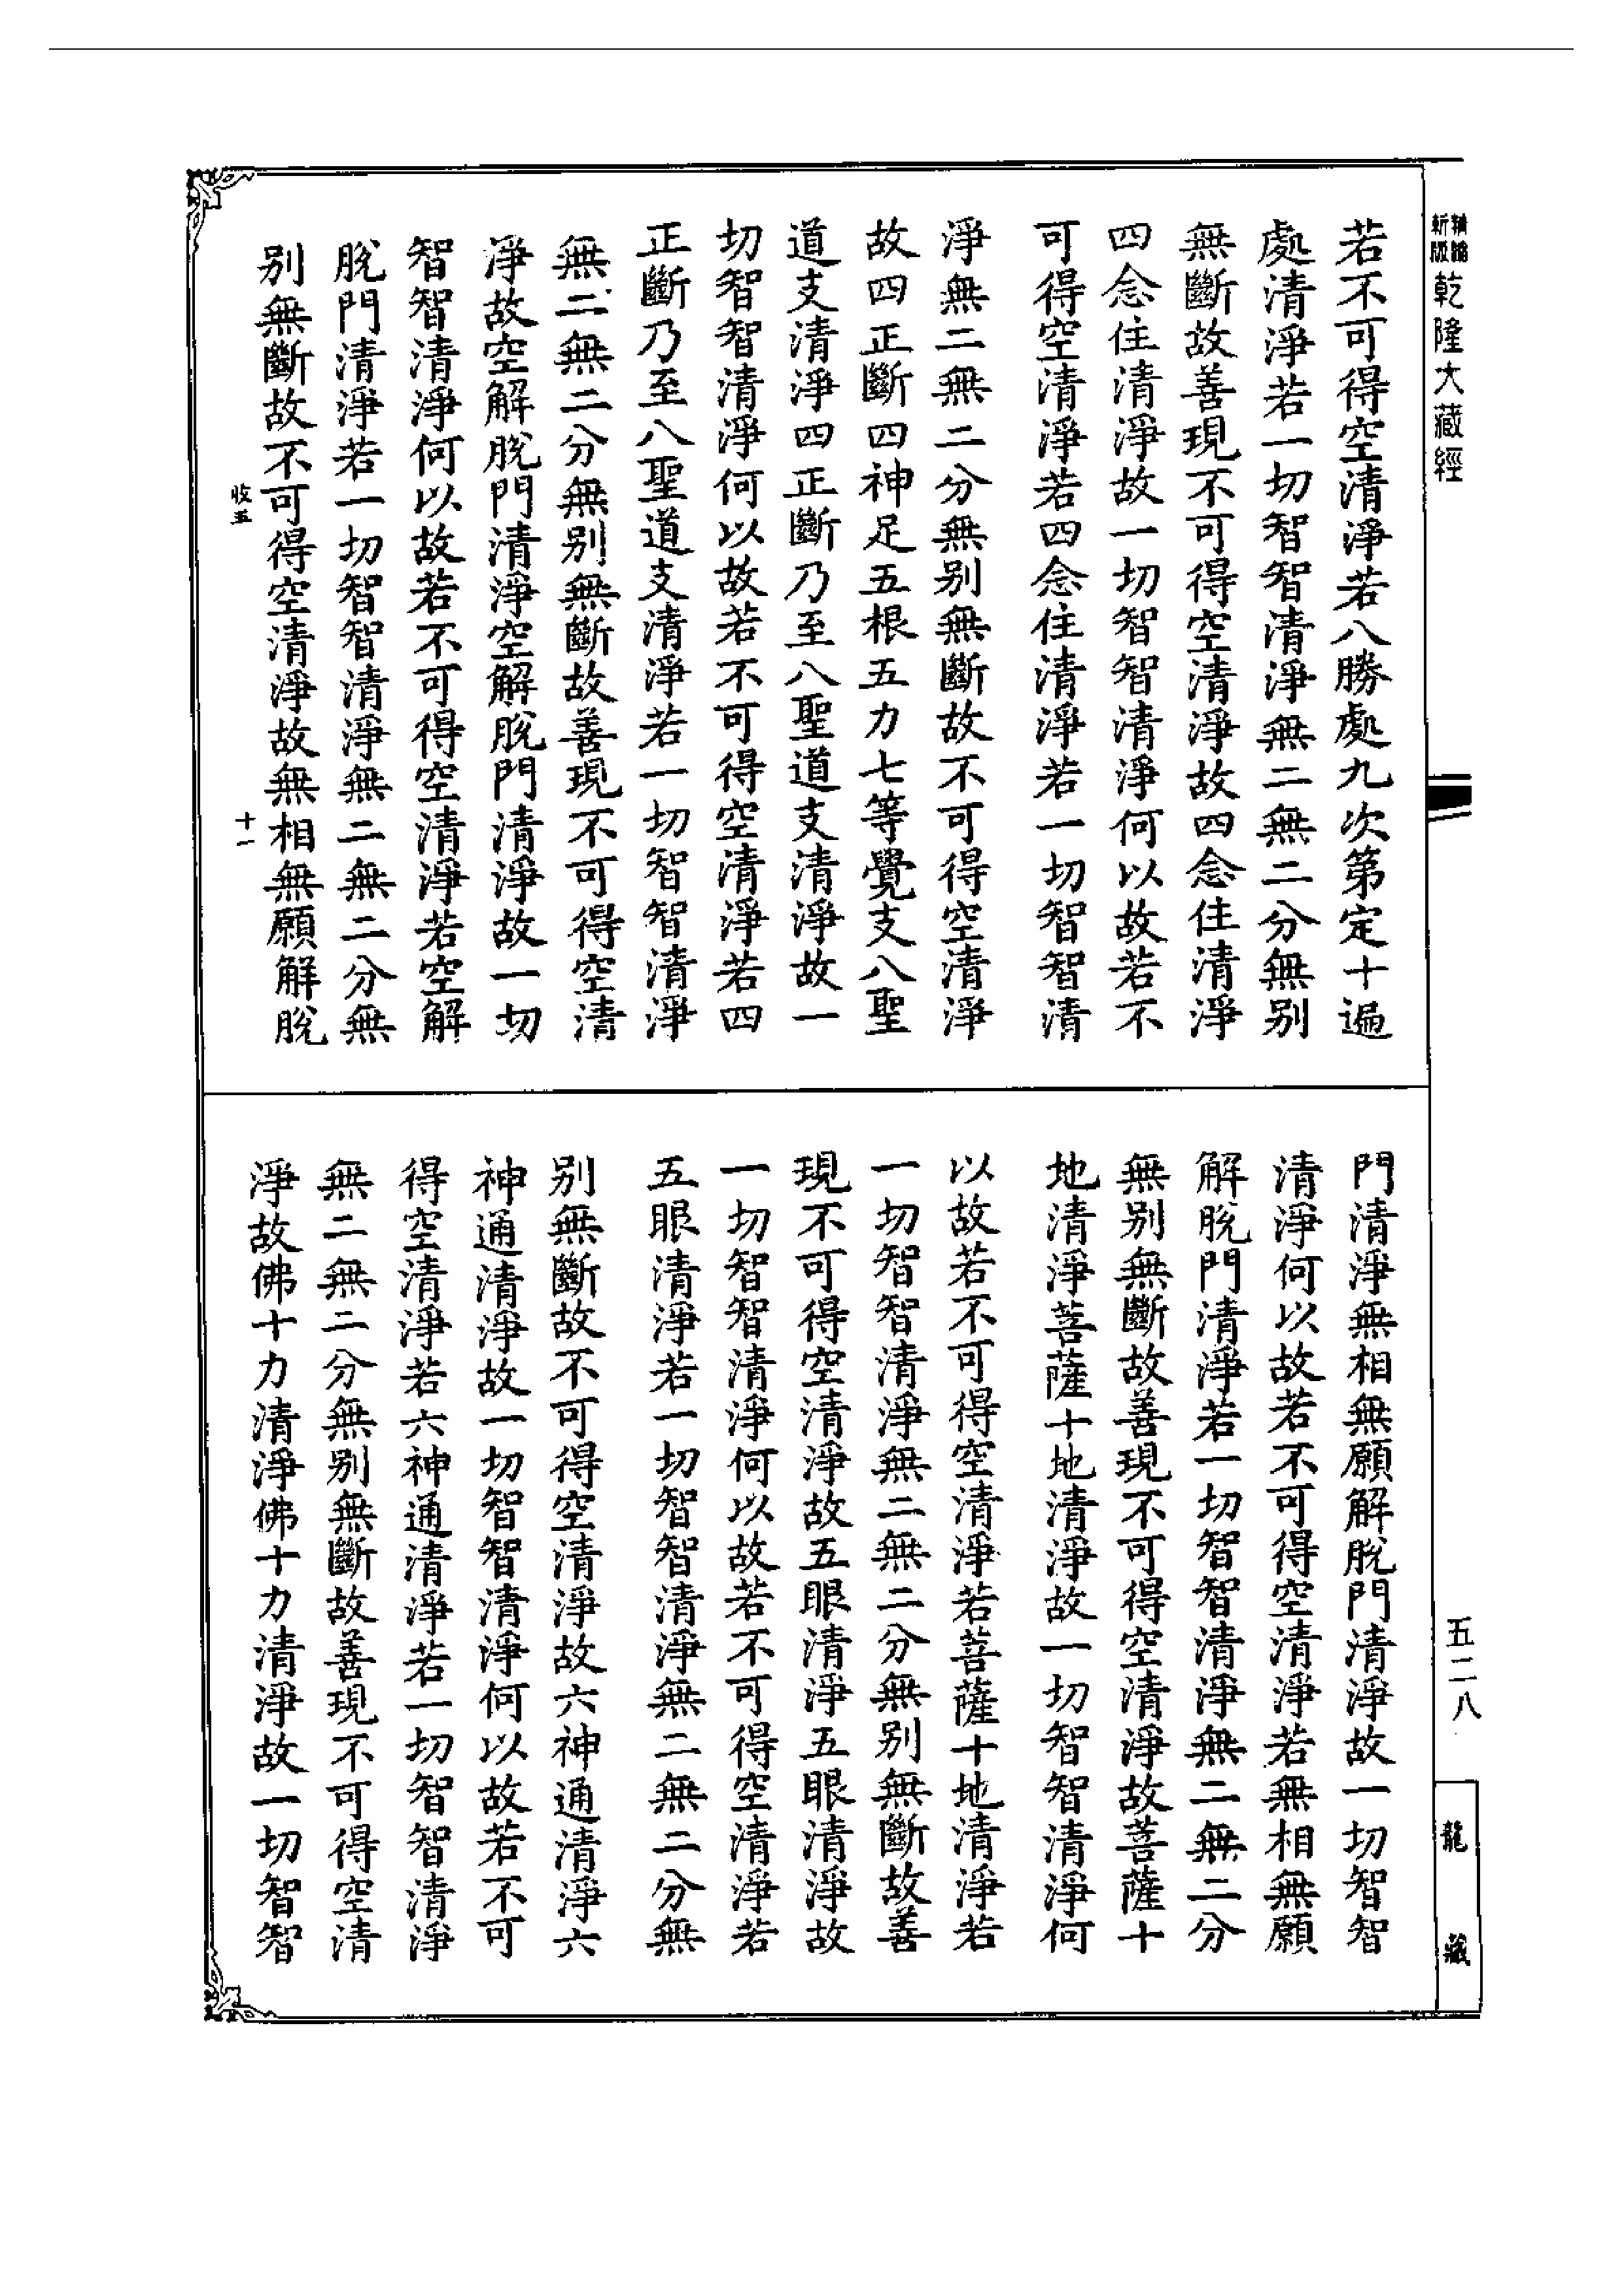 新版
乾隆大藏經
若不可得空清淨若八勝處九次第定十遍
處清淨若一切智智清淨無二無二分無別
無斷故善現不可得空清淨故四念住清淨
四念住清淨故一切智智清淨何以故若不
可得空清淨若四念住清淨若一切智智清
淨無二無二分無別無斷故不可得空清淨
故四正斷四神足五根五力七等覺支八聖
道支清淨四正斷乃至八聖道支清淨故一
切智智清淨何以故若不可得空清淨若四
正斷乃至八聖道支清淨若一切智智清淨
無二無二分無別無斷故善現不可得空清
淨故空解脫門清淨空解脫門清淨故一切
智智清淨何以故若不可得空清淨若空解
脫門清淨若一切智智清淨無二無二分無
別無斷故不可得空清淨故無相無願解脫
收五
十一
門清淨無相無願解脫門清淨故一切智智
清淨何以故若不可得空清淨若無相無願
解脫門清淨若一切智智清淨無二無二分
無別無斷故善現不可得空清淨故菩薩十
地清淨菩薩十地清淨故一切智智清淨何
以故若不可得空清淨若菩薩十地清淨若
一切智智清淨無二無二分無別無斷故善
現不可得空清淨故五眼清淨五眼清淨故
一切智智清淨何以故若不可得空清淨若
五眼清淨若一切智智清淨無二無二分無
別無斷故不可得空清淨故六神通清淨六
神通清淨故一切智智清淨何以故若不可
得空清淨若六神通清淨若一切智智清淨
無二無二分無別無斷故善現不可得空清
淨故佛十力清淨佛十力清淨故一切智智
五二八
龍藏